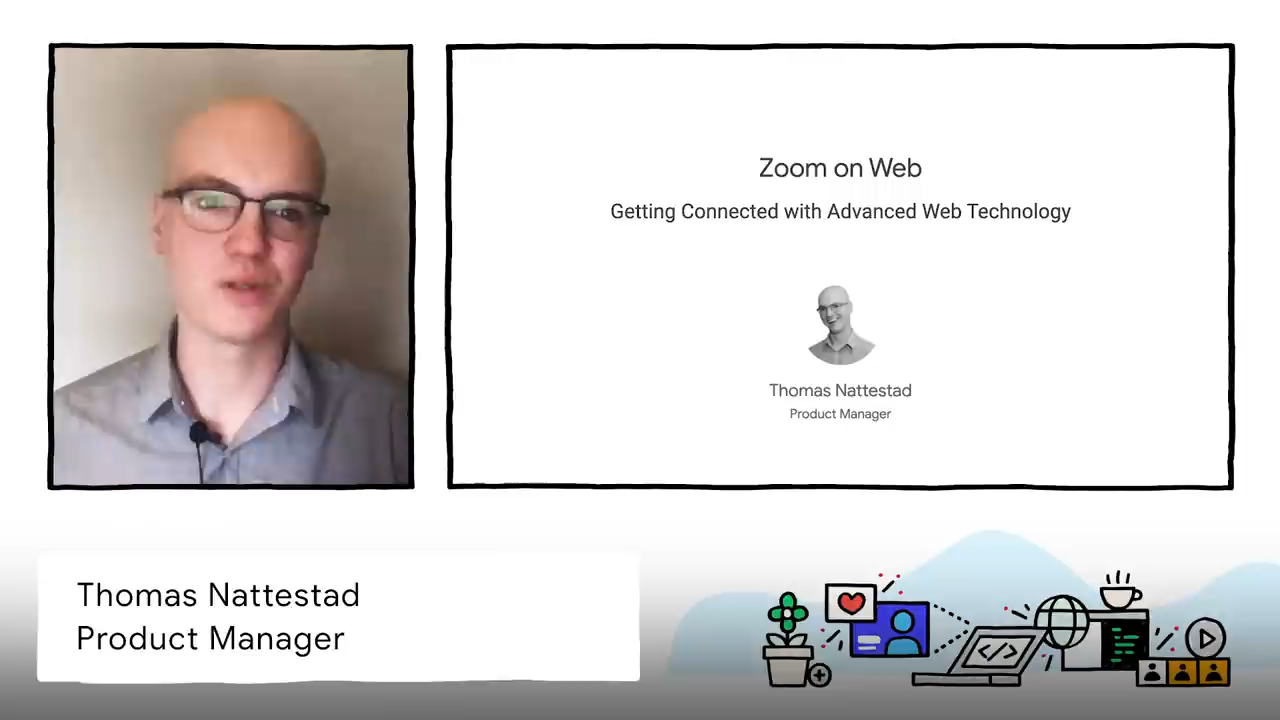 Zoom on Web
Getting Connected with Advanced Web Technology
Thomas Nattestad
Product Manager
Thomas Nattestad
Product Manager
</>